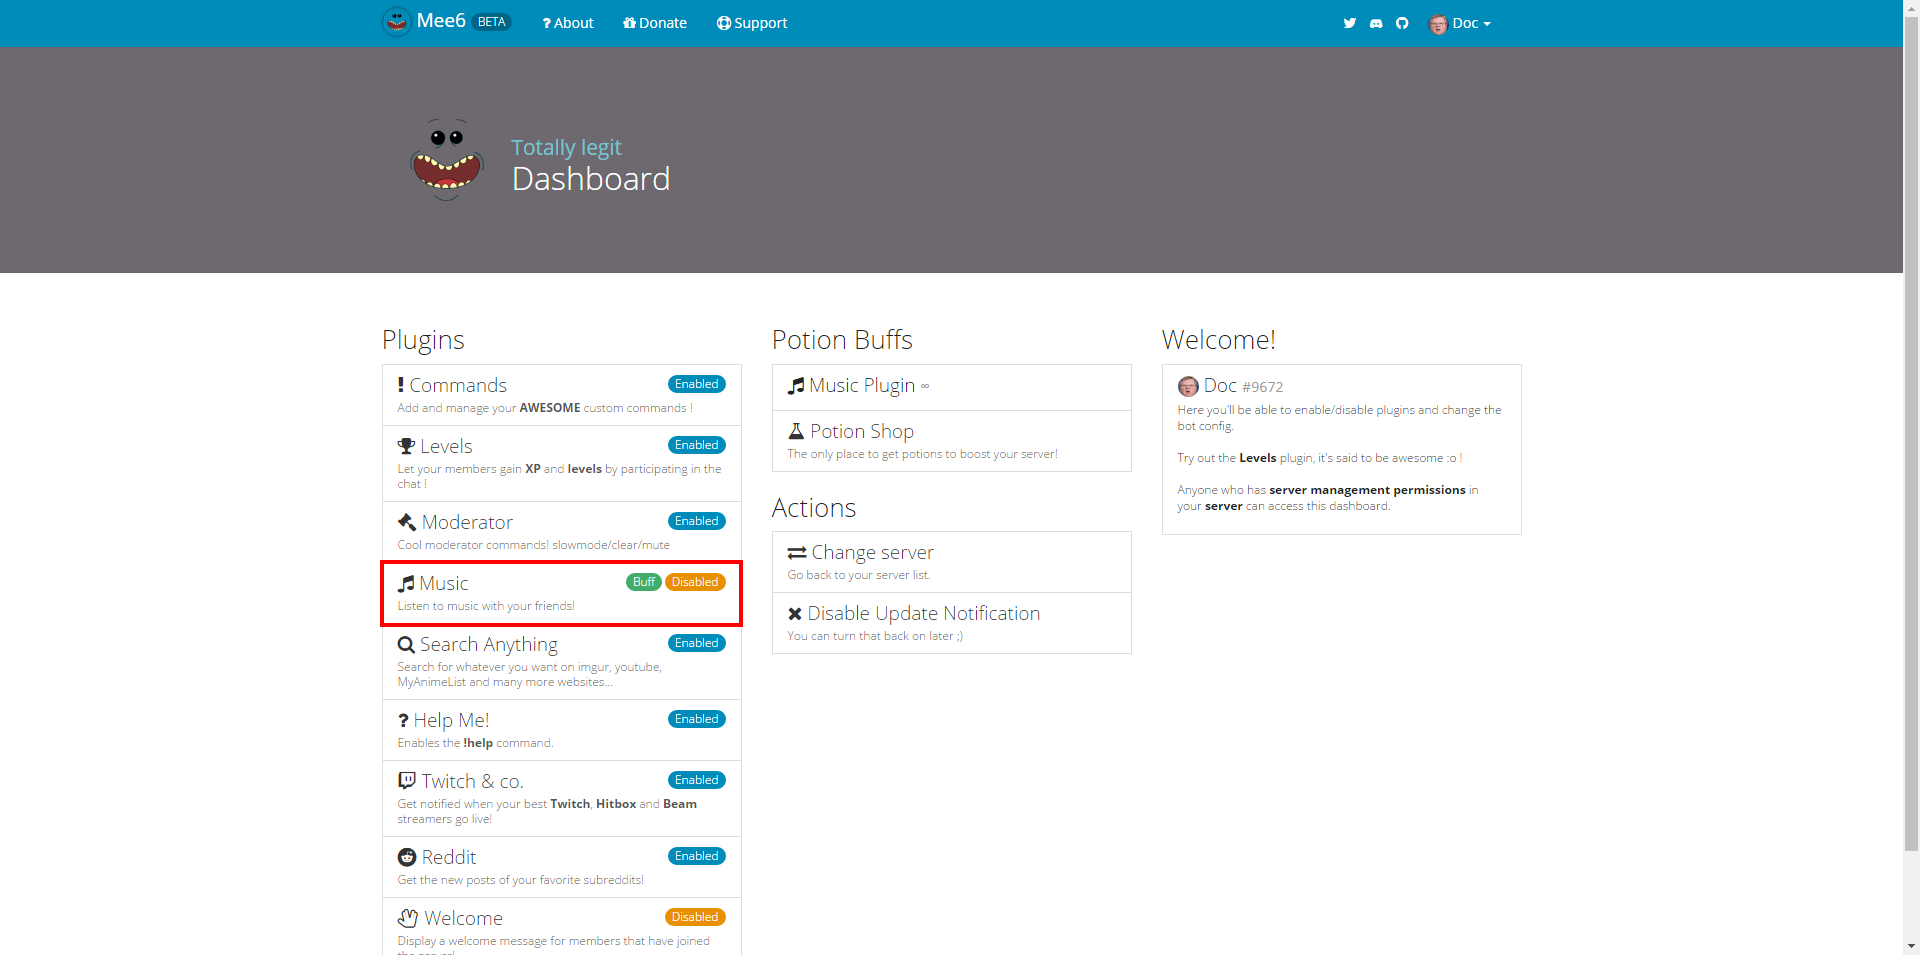 Mee6 BETA ? About Donate Support Doc
Totally legit
Dashboard
Plugins
Commands Enabled
Add and manage your AWESOME custom commands !
Levels Enabled
Let your members gain XP and levels by participating in the
chat !
Moderator Enabled
Cool moderator commands! slowmode/clear/mute
Music Buff Disabled
Listen to music with your friends!
Search Anything Enabled
Search for whatever you want on imgur, youtube,
MyAnimeList and many more websites...
Help Me! Enabled
Enables the !help command.
Twitch & co. Enabled
Get notified when your best Twitch, Hitbox and Beam
streamers go live!
Reddit Enabled
Get the new posts of your favorite subreddits!
Welcome Disabled
Display a welcome message for members that have joined
Potion Buffs
Music Plugin ∞
Potion Shop
The only place to get potions to boost your server!
Actions
Change server
Go back to your server list.
Disable Update Notification
You can turn that back on later ;)
Welcome!
Doc #9672
Here you'll be able to enable/disable plugins and change the
bot config.
Try out the Levels plugin, it's said to be awesome :o !
Anyone who has server management permissions in
your server can access this dashboard.